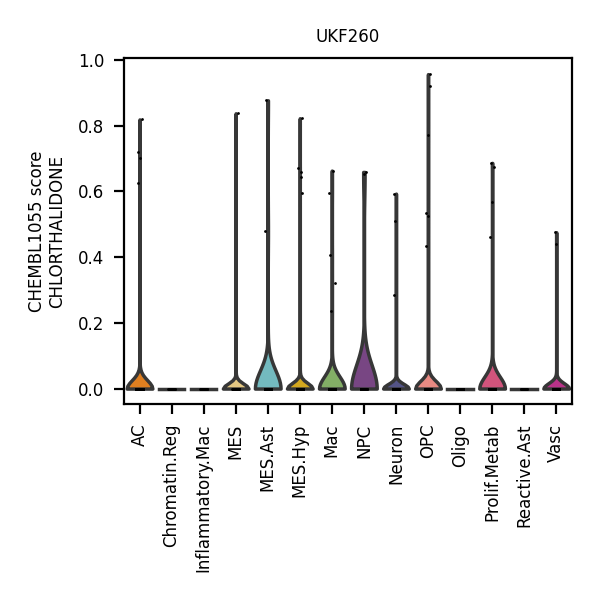 UKF260
CHEMBL1055 score
CHLORTHALIDONE
1.0
0.8
0.6
0.4
0.2
0.0
AC
Chromatin.Reg
Inflammatory.Mac
MES
MES.Ast
MES.Hyp
Mac
NPC
Neuron
OPC
Oligo
Prolif.Metab
Reactive.Ast
Vasc